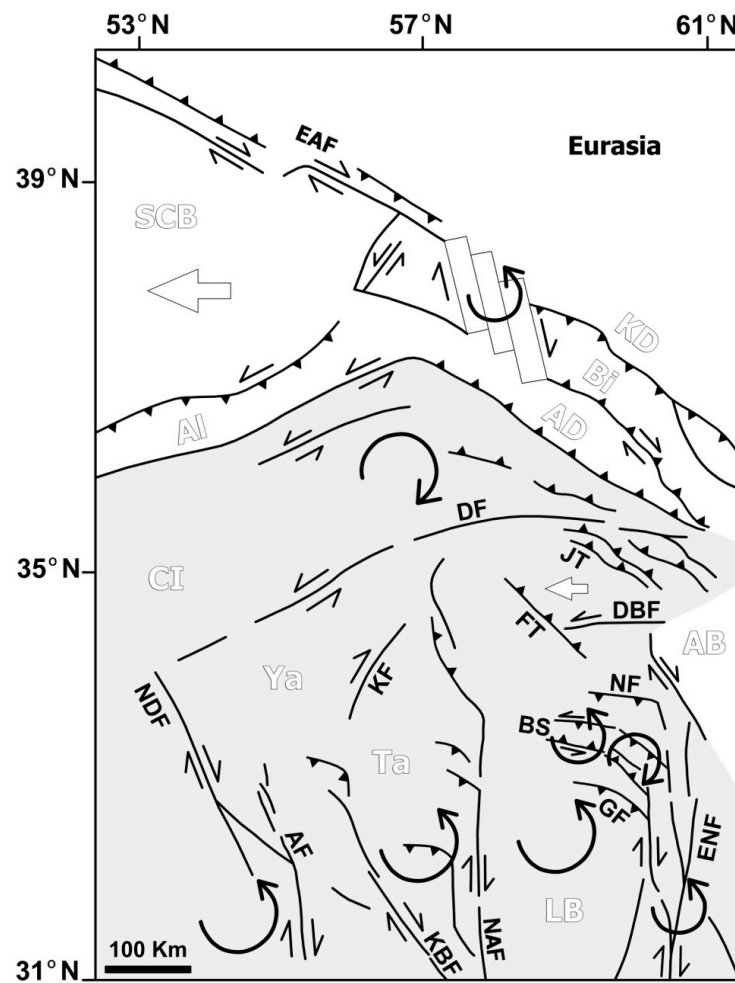 53°N 57°N 61°N
EAF
Eurasia
39°N
SCB
KD
Bi
Al
AD
DF
JT
35°N
CI
FT
DBF
AB
Ya
KF
NDF
NF
BS
Ta
GF
AF
ENF
LB
KBF
NAF
100 Km
31°N